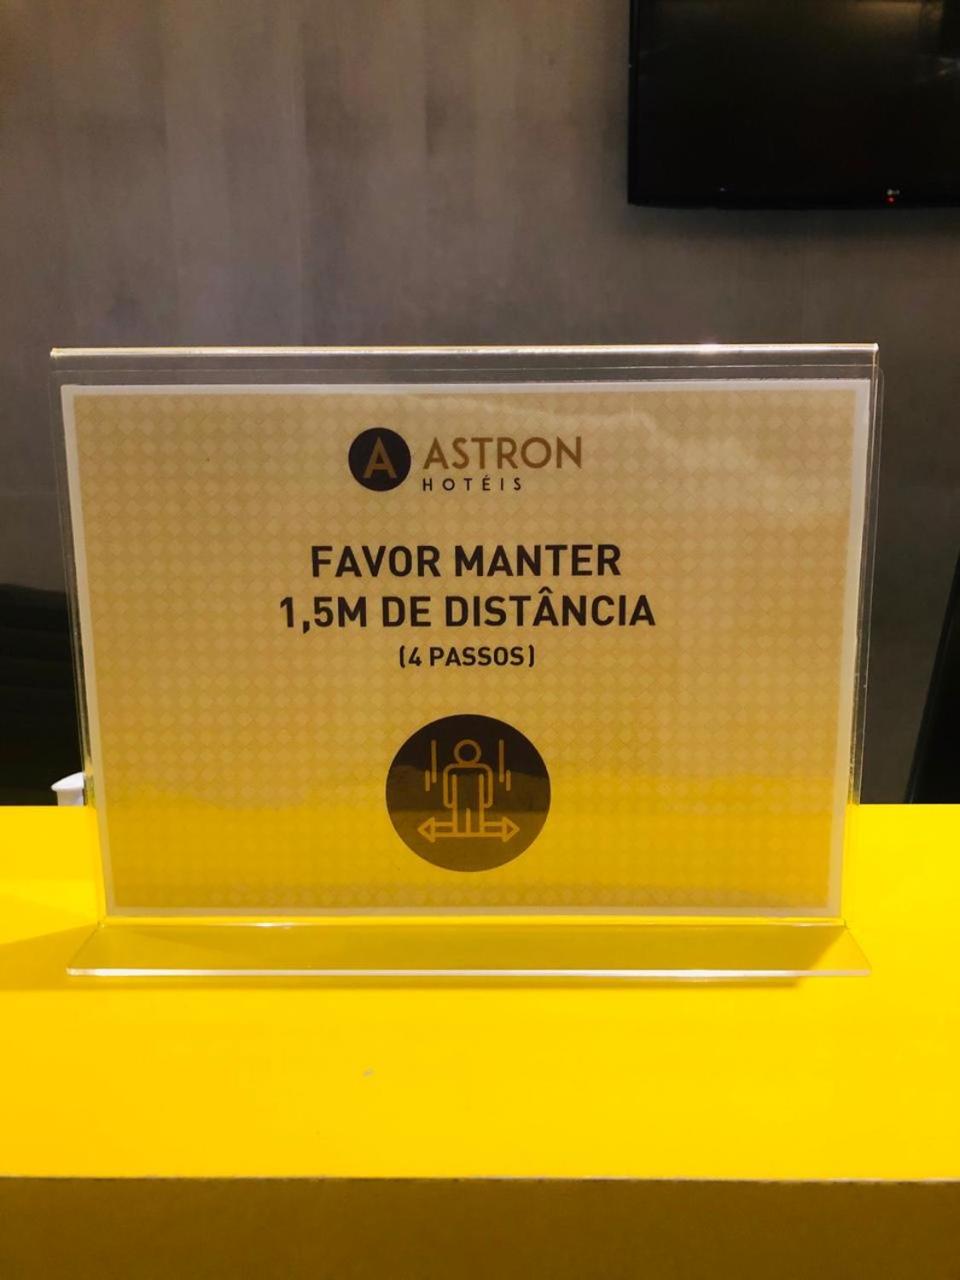 A ASTRON
HOTÉIS
FAVOR MANTER
1,5M DE DISTÂNCIA
(4 PASSOS)